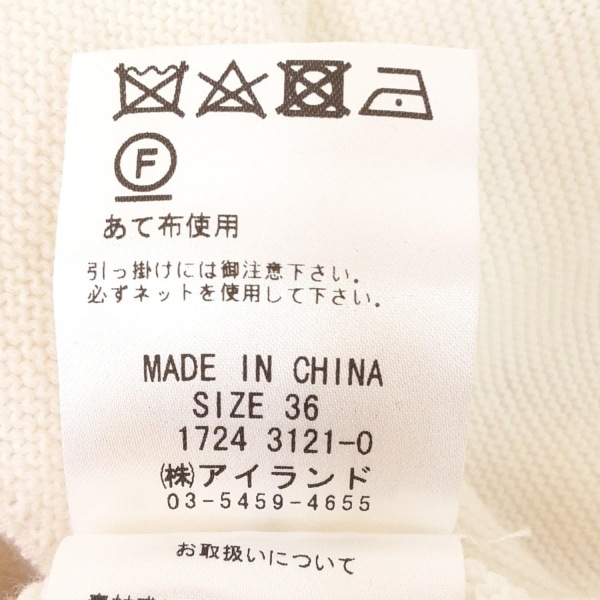 F
あて布使用
引っ掛けには御注意下さい。
必ずネットを使用して下さい。
MADE IN CHINA
SIZE 36
1724 3121-0
(株)アイランド
03-5459-4655
お取扱いについて